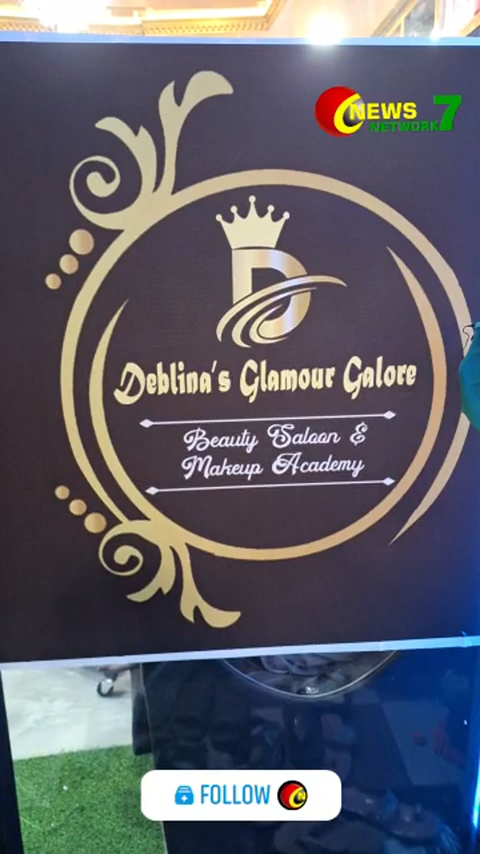 NEWS 7
NETWORK
D
Deblina's Glamour Galore
Beauty Saloon &
Makeup Academy
FOLLOW